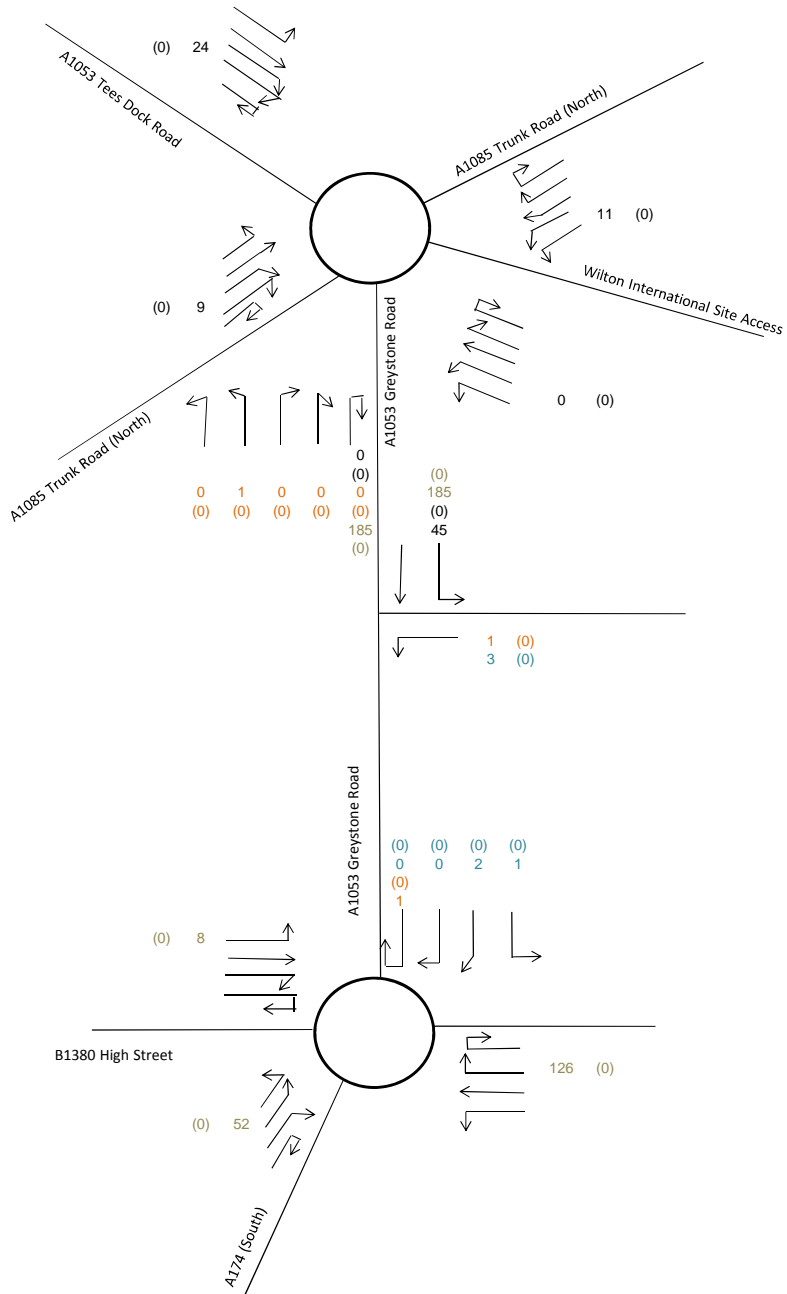 (0) 24
A1053 Tees Dock Road
A1085 Trunk Road (North)
11 (0)
Wilton International Site Access
(0) 9
A1053 Greystone Road
0 (0)
A1085 Trunk Road (North)
0
(0)
0 1 0 0 0
(0) (0) (0) (0) (0)
185
(0)
(0)
185
(0)
45
1 (0)
3 (0)
A1053 Greystone Road
(0) (0) (0) (0)
0 0 2 1
(0)
1
(0) 8
B1380 High Street
126 (0)
(0) 52
A174 (South)